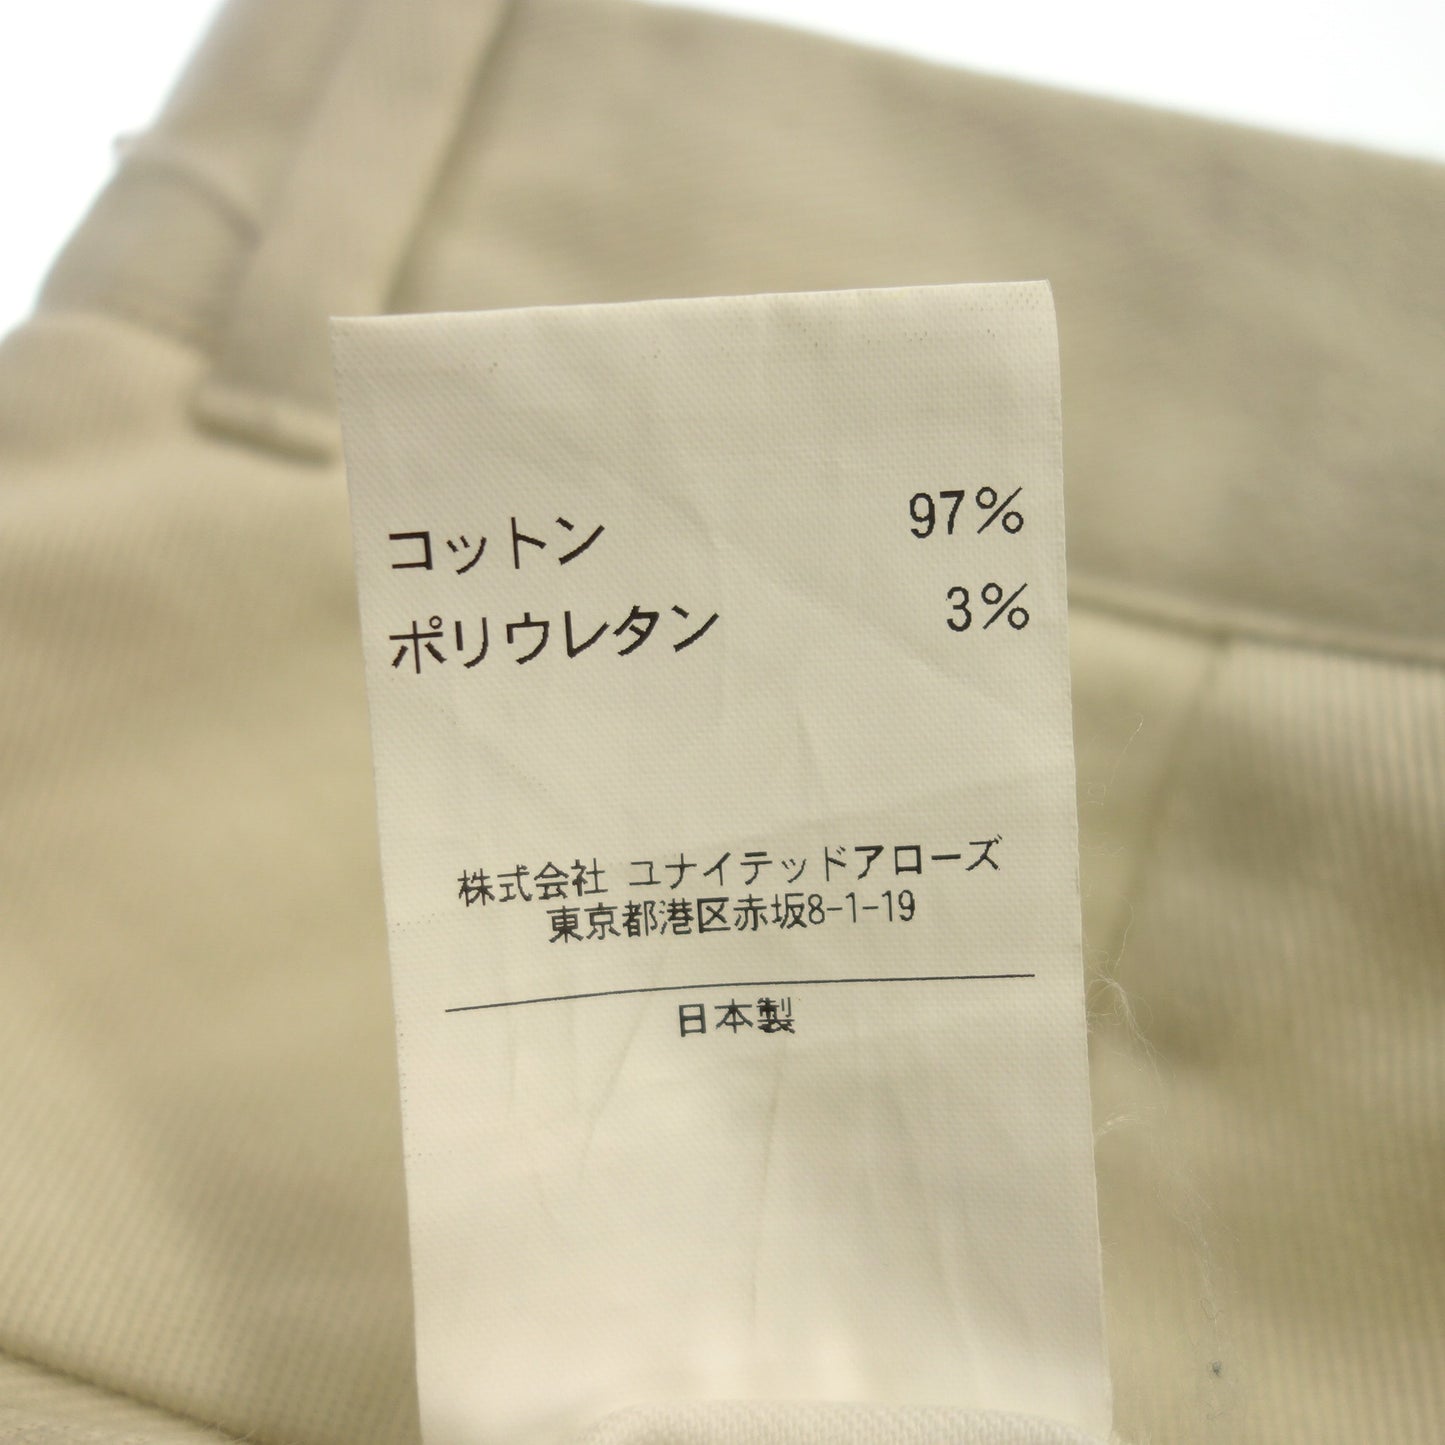 コットン 97%
ポリウレタン 3%
株式会社 ユナイテッドアローズ
東京都港区赤坂8-1-19
日本製